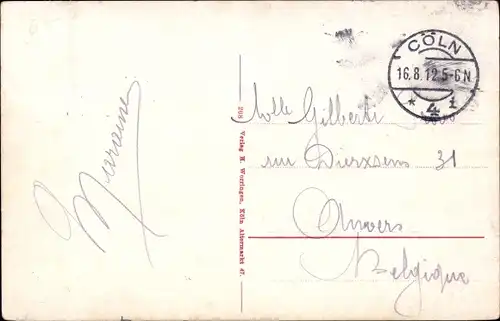 CÖLN
16.8.12.5-6N
* 4 i
208
Verlag H. Worringen, Köln Altermarkt 47.
Mlle Gilberte
rue Dierxsens 31
Anvers
Belgique